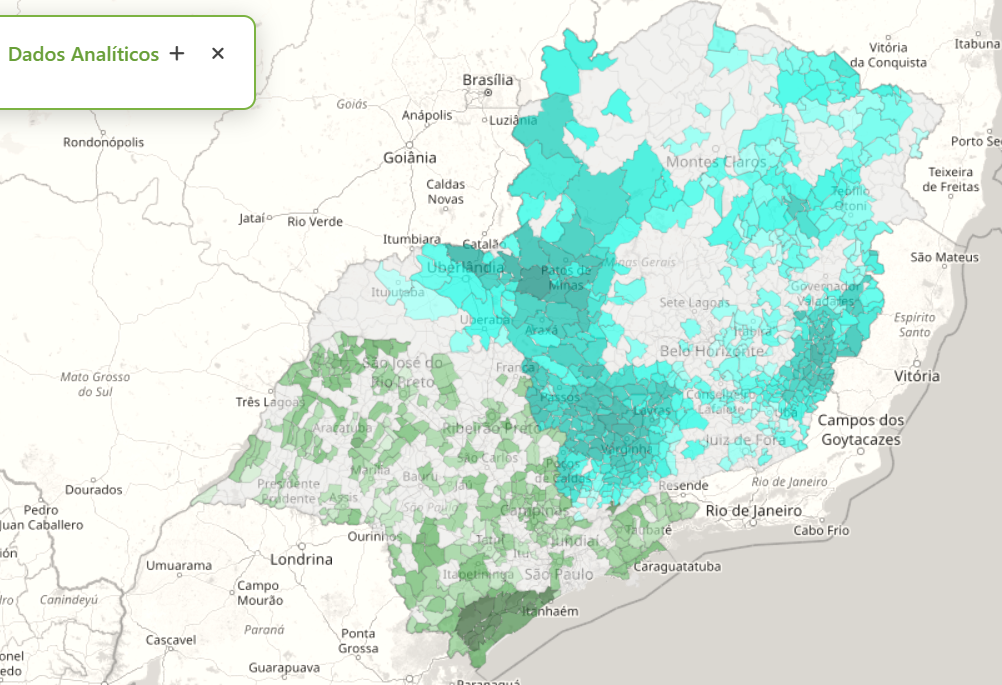 Dados Analíticos
Vitória
da Conquista
Itabuna
Brasília
Goiás
Anápolis
Luziânia
Rondonópolis
Goiânia
Montes Claros
Caldas
Novas
Teixeira
de Freitas
Teófilo
Otoni
Jataí
Rio Verde
Itumbiara
Catalão
São Mateus
Uberlândia
Patos de
Minas
Minas Gerais
Ituiutaba
Governador
Valadares
Sete Lagoas
Uberaba
Araxá
Itabira
Espírito
Santo
Belo Horizonte
São José do
Rio Preto
Franca
Vitória
Mato Grosso
do Sul
Três Lagoas
Passos
Conselheiro
Lafaiete
Lavras
Ubá
Campos dos
Goytacazes
Araçatuba
Ribeirão Preto
Juiz de Fora
Varginha
São Carlos
Poços
de Caldas
Marília
Bauru
Jaú
Presidente
Prudente
Assis
Resende
Rio de Janeiro
Dourados
São Paulo
Campinas
Rio de Janeiro
Pedro
Juan Caballero
Cabo Frio
Taubaté
Ourinhos
Tatuí
Itu
Jundiaí
Londrina
Umuarama
Caraguatatuba
Itapetininga
São Paulo
Campo
Mourão
Canindeyú
Itanhaém
Paraná
Cascavel
Ponta
Grossa
Guarapuava
Paranaguá